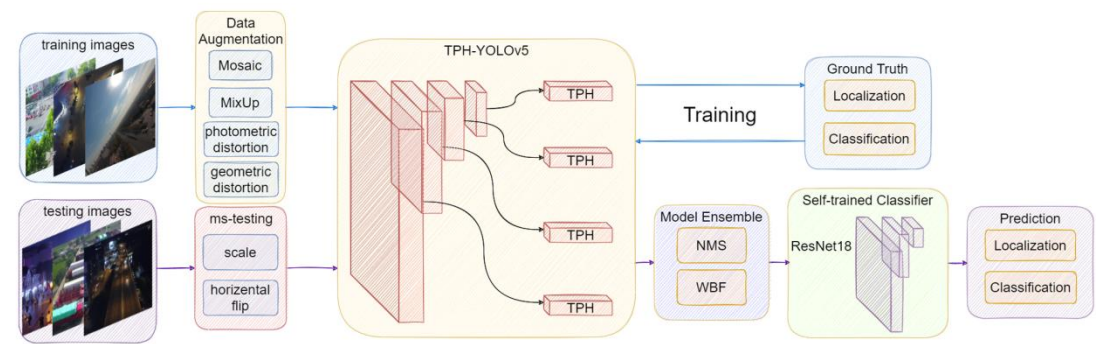 training images
Data
Augmentation
Mosaic
MixUp
photometric
distortion
geometric
distortion
TPH-YOLOv5
TPH
TPH
TPH
TPH
Training
Ground Truth
Localization
Classification
testing images
ms-testing
scale
horizental
flip
Model Ensemble
NMS
WBF
Self-trained Classifier
ResNet18
Prediction
Localization
Classification